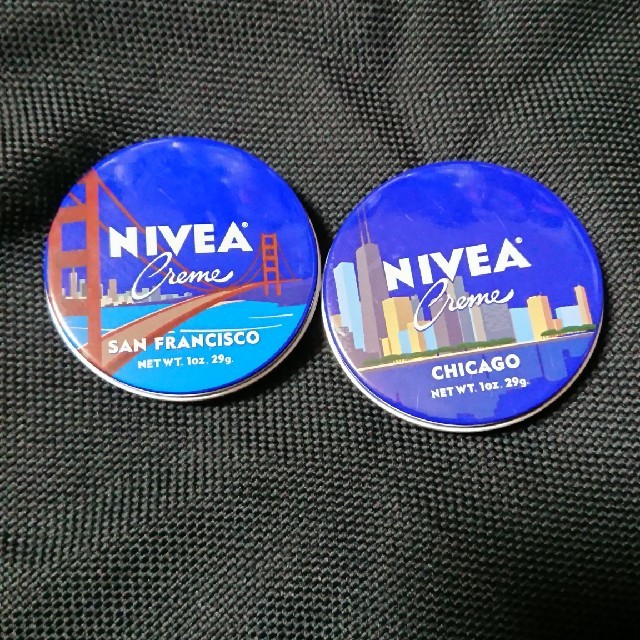 NIVEA®
Creme
SAN FRANCISCO
NET WT. 1oz. 29g.
NIVEA®
Creme
CHICAGO
NET WT. 1oz. 29g.